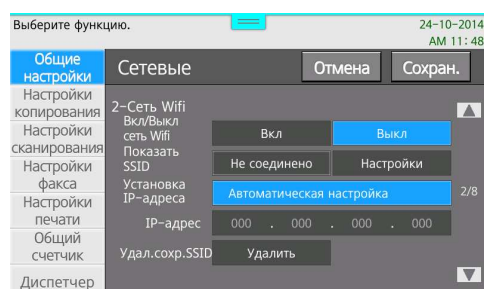 Выберите функцию.
24-10-2014
AM 11:48
Общие
настройки
Настройки
копирования
Настройки
сканирования
Настройки
факса
Настройки
печати
Общий
счетчик
Диспетчер
Сетевые
Отмена
Сохран.
2-Сеть Wifi
Вкл/Выкл
сеть Wifi
Вкл
Выкл
Показать
SSID
Не соединено
Настройки
Установка
IP-адреса
Автоматическая настройка
2/8
IP-адрес
000 . 000 . 000 . 000
Удал.сохр.SSID
Удалить